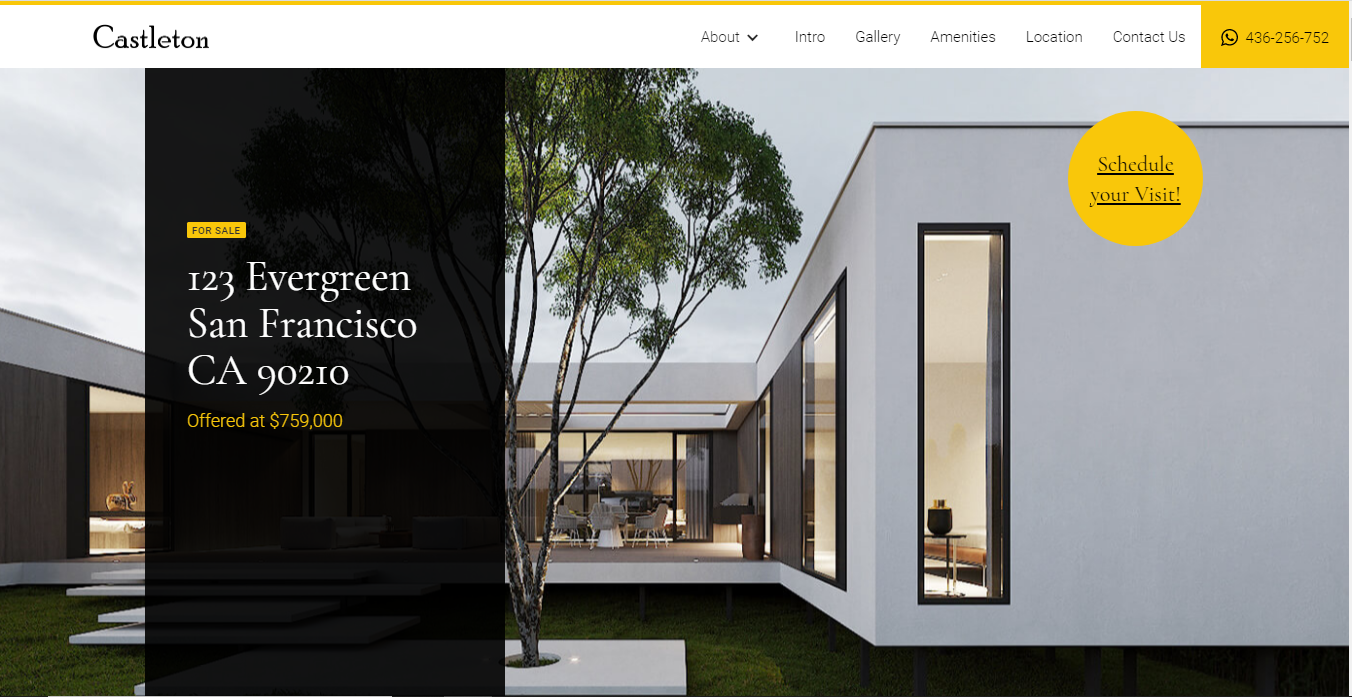 Castleton
About
Intro
Gallery
Amenities
Location
Contact Us
436-256-752
Schedule
your Visit!
FOR SALE
123 Evergreen
San Francisco
CA 90210
Offered at $759,000